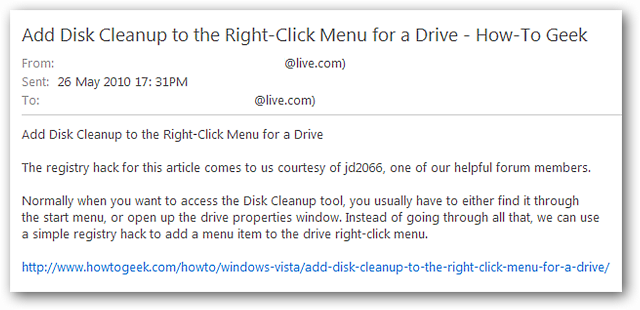 Add Disk Cleanup to the Right-Click Menu for a Drive - How-To Geek
From: @live.com)
Sent: 26 May 2010 17: 31PM
To: @live.com)
Add Disk Cleanup to the Right-Click Menu for a Drive
The registry hack for this article comes to us courtesy of jd2066, one of our helpful forum members.
Normally when you want to access the Disk Cleanup tool, you usually have to either find it through
the start menu, or open up the drive properties window. Instead of going through all that, we can use
a simple registry hack to add a menu item to the drive right-click menu.
http://www.howtogeek.com/howto/windows-vista/add-disk-cleanup-to-the-right-click-menu-for-a-drive/